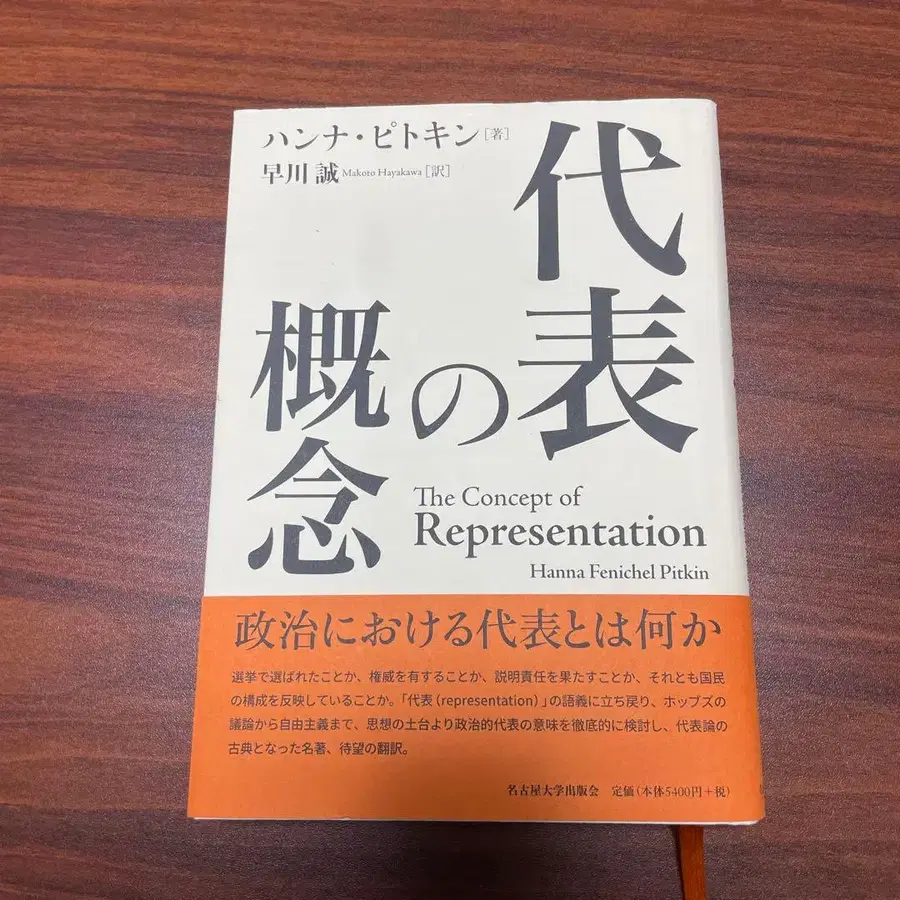 ハンナ・ピトキン[著]
早川 誠 Makoto Hayakawa [訳]
代表の概念
The Concept of
Representation
Hanna Fenichel Pitkin
政治における代表とは何か
選挙で選ばれたことか、権威を有することか、説明責任を果たすことか、それとも国民
の構成を反映していることか。「代表（representation）」の語義に立ち戻り、ホッブズの
議論から自由主義まで、思想の土台より政治的代表の意味を徹底的に検討し、代表論の
古典となった名著、待望の翻訳。
名古屋大学出版会 定価（本体5400円＋税）